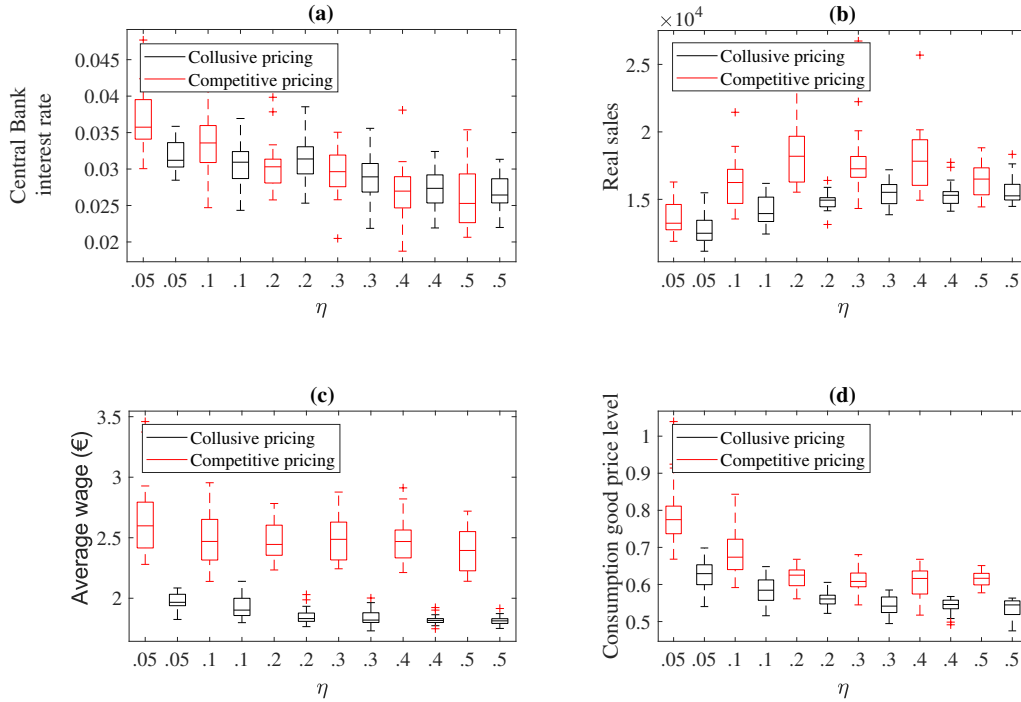 (a)
Central Bank
interest rate
0.045
0.04
0.035
0.03
0.025
0.02
Collusive pricing
Competitive pricing
.05 .05 .1 .1 .2 .2 .3 .3 .4 .4 .5 .5
η
(b)
×10⁴
Real sales
2.5
2
1.5
Collusive pricing
Competitive pricing
.05 .05 .1 .1 .2 .2 .3 .3 .4 .4 .5 .5
η
(c)
Average wage (€)
3.5
3
2.5
2
Collusive pricing
Competitive pricing
.05 .05 .1 .1 .2 .2 .3 .3 .4 .4 .5 .5
η
(d)
Consumption good price level
1
0.9
0.8
0.7
0.6
0.5
Collusive pricing
Competitive pricing
.05 .05 .1 .1 .2 .2 .3 .3 .4 .4 .5 .5
η